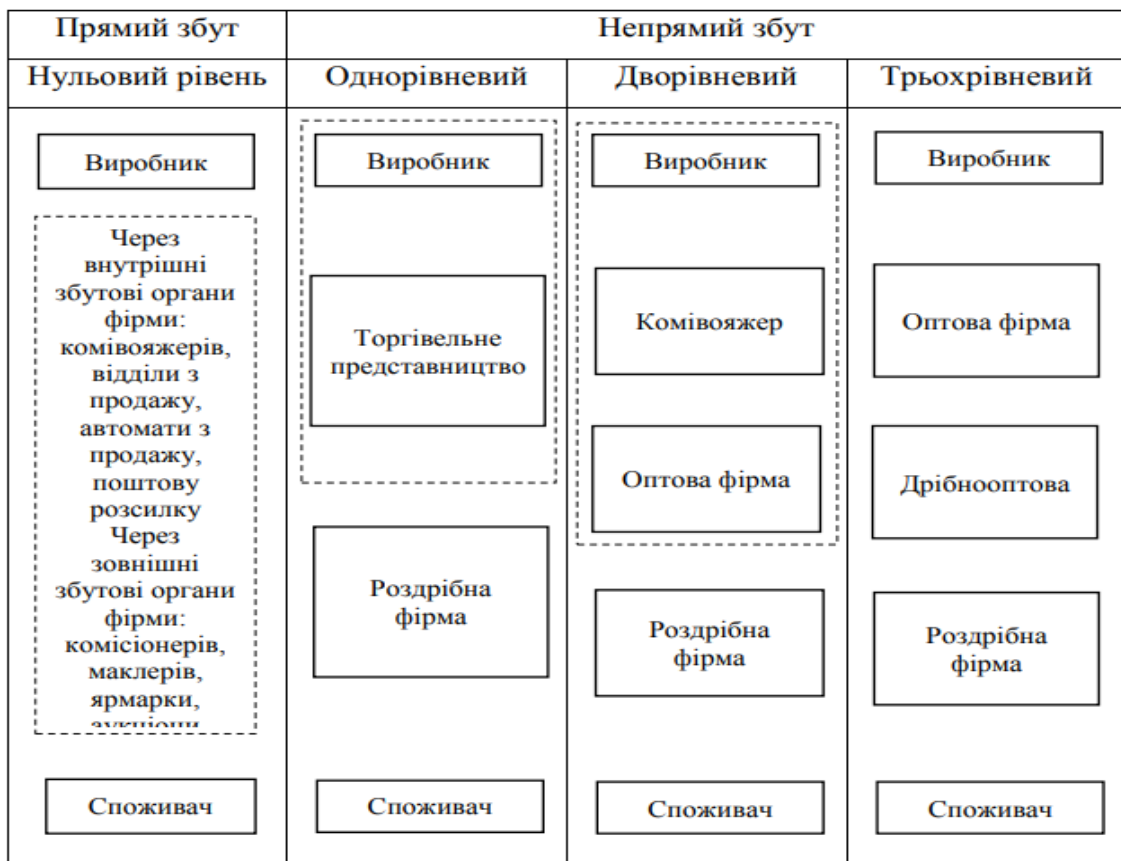 Прямий збут
Непрямий збут
Нульовий рівень
Однорівневий
Дворівневий
Трьохрівневий
Виробник
Через
внутрішні
збутові органи
фірми:
комівояжерів,
відділи з
продажу,
автомати з
продажу,
поштову
розсилку
Через
зовнішні
збутові органи
фірми:
комісіонерів,
маклерів,
ярмарки,
аукціони
Споживач
Виробник
Торгівельне
представництво
Роздрібна
фірма
Споживач
Виробник
Комівояжер
Оптова фірма
Роздрібна
фірма
Споживач
Виробник
Оптова фірма
Дрібнооптова
Роздрібна
фірма
Споживач